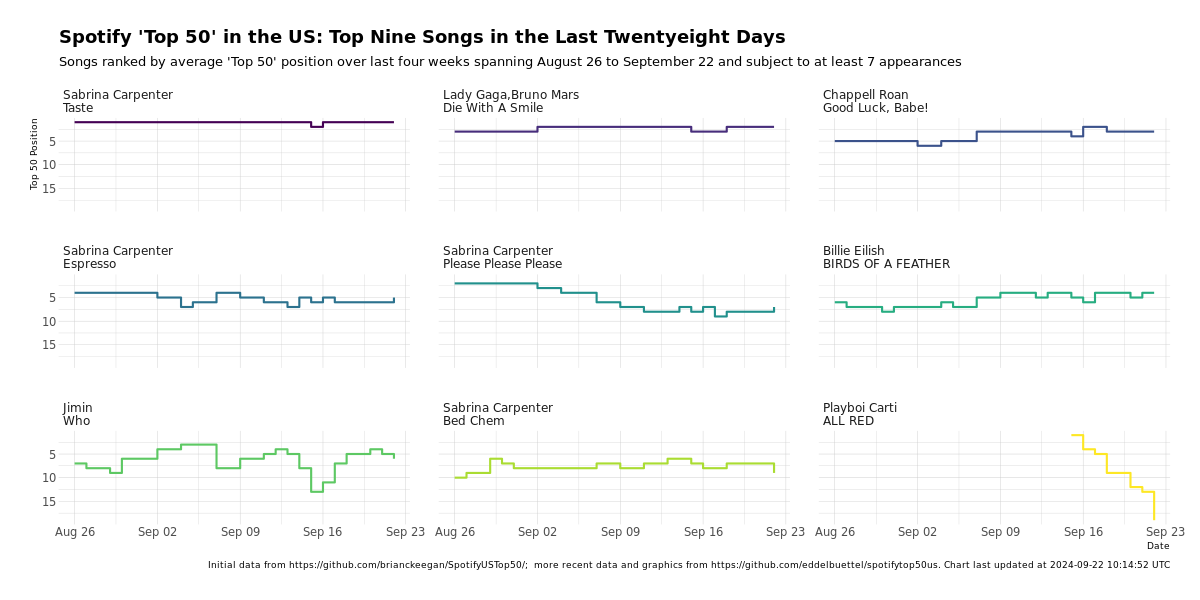 Spotify 'Top 50' in the US: Top Nine Songs in the Last Twentyeight Days
Songs ranked by average 'Top 50' position over last four weeks spanning August 26 to September 22 and subject to at least 7 appearances
Sabrina Carpenter
Taste
Lady Gaga,Bruno Mars
Die With A Smile
Chappell Roan
Good Luck, Babe!
Top 50 Position
5
10
15
Sabrina Carpenter
Espresso
Sabrina Carpenter
Please Please Please
Billie Eilish
BIRDS OF A FEATHER
5
10
15
Jimin
Who
Sabrina Carpenter
Bed Chem
Playboi Carti
ALL RED
5
10
15
Aug 26 Sep 02 Sep 09 Sep 16 Sep 23 Aug 26 Sep 02 Sep 09 Sep 16 Sep 23 Aug 26 Sep 02 Sep 09 Sep 16 Sep 23
Date
Initial data from https://github.com/brianckeegan/SpotifyUSTop50/;  more recent data and graphics from https://github.com/eddelbuettel/spotifytop50us. Chart last updated at 2024-09-22 10:14:52 UTC